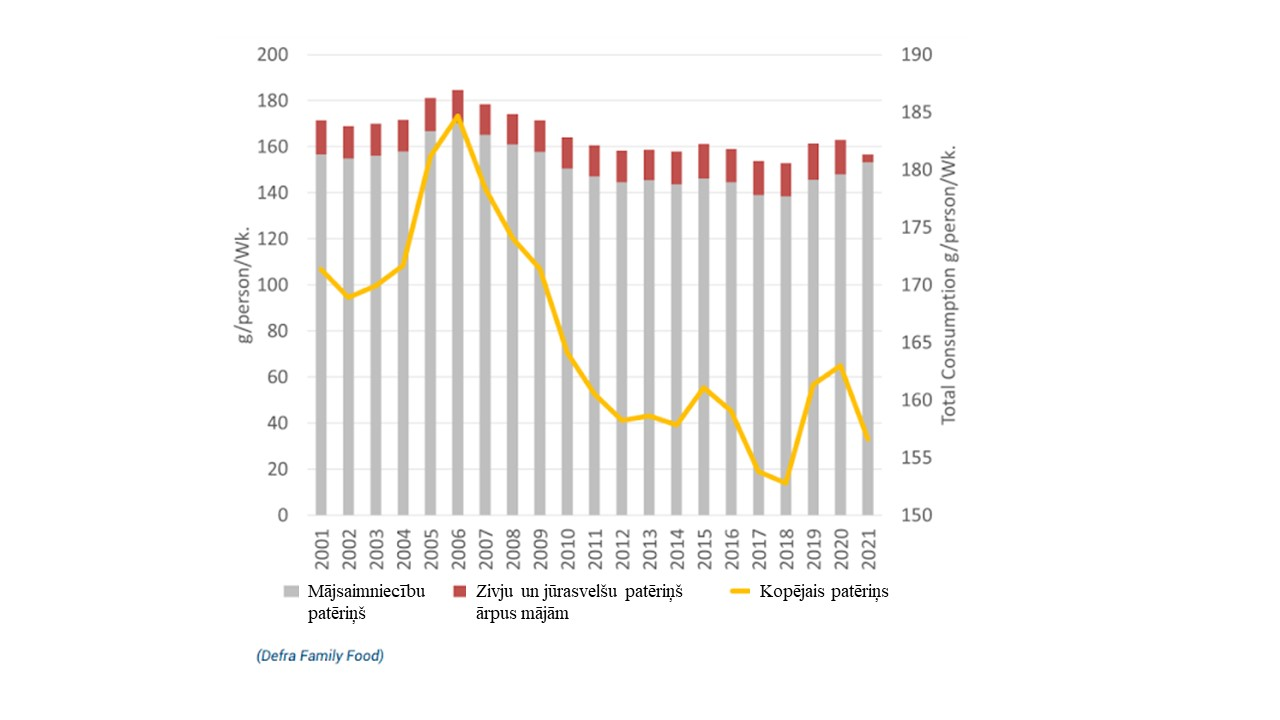 200
180
160
140
120
100
80
60
40
20
0
g/person/Wk.
190
185
180
175
170
165
160
155
150
Total Consumption g/person/Wk.
2001 2002 2003 2004 2005 2006 2007 2008 2009 2010 2011 2012 2013 2014 2015 2016 2017 2018 2019 2020 2021
Mājsaimniecību
patēriņš
Zivju un jūrasvelšu patēriņš
ārpus mājām
Kopējais patēriņs
(Defra Family Food)